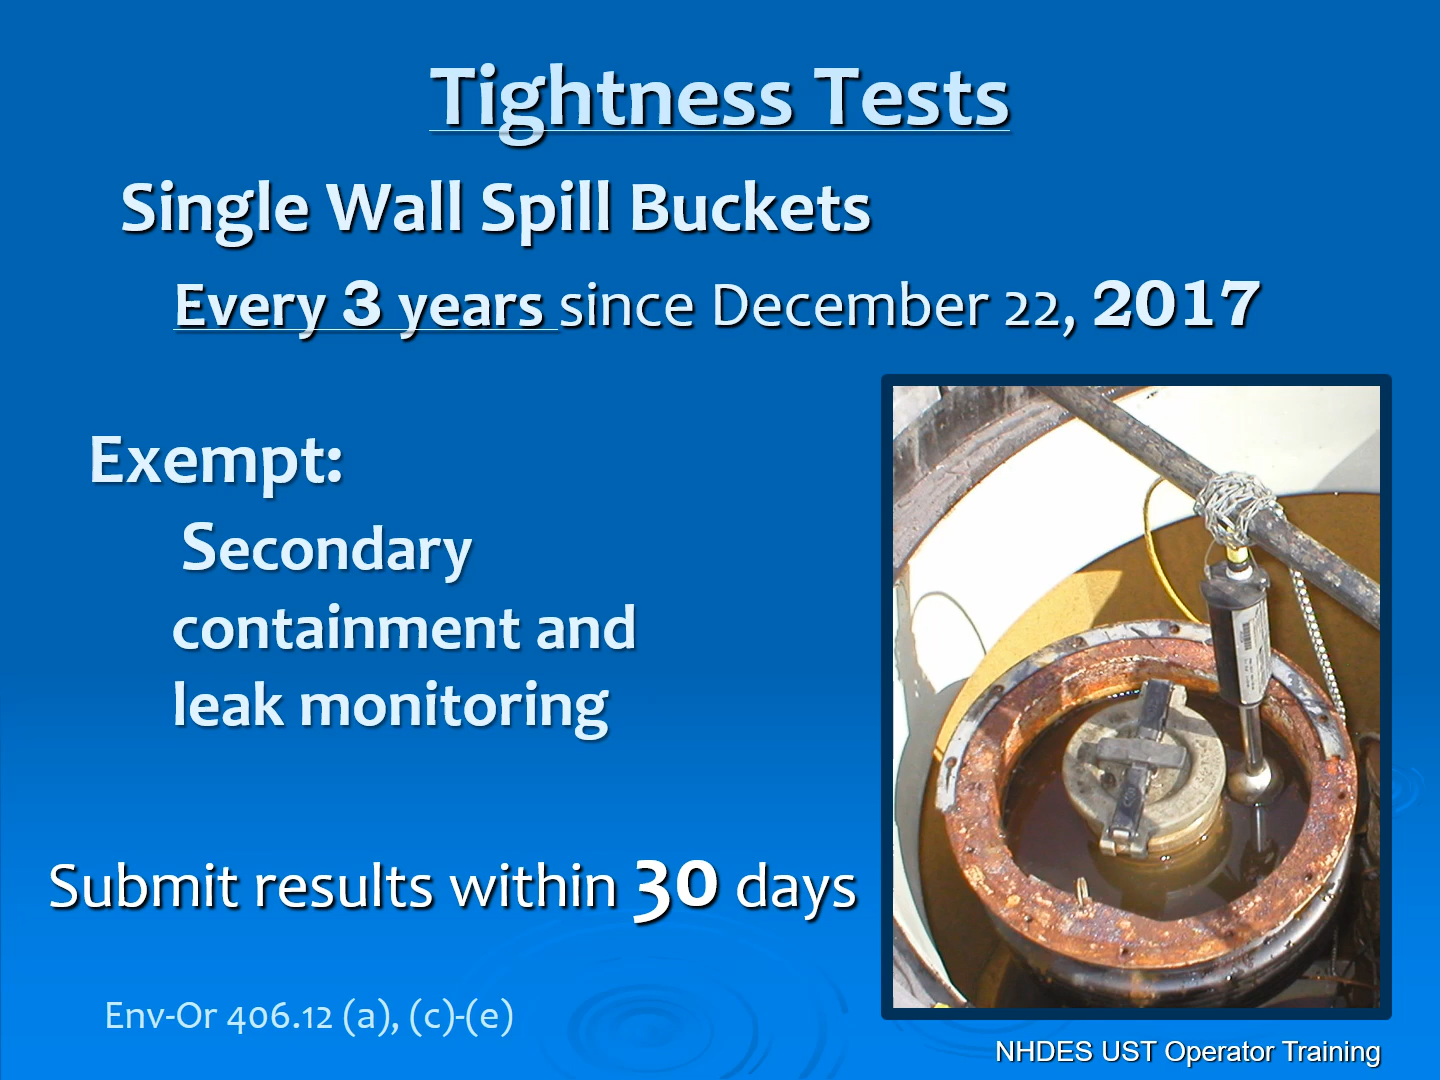 Tightness Tests
Single Wall Spill Buckets
Every 3 years since December 22, 2017
Exempt:
Secondary
containment and
leak monitoring
Submit results within 30 days
Env-Or 406.12 (a), (c)-(e)
NHDES UST Operator Training